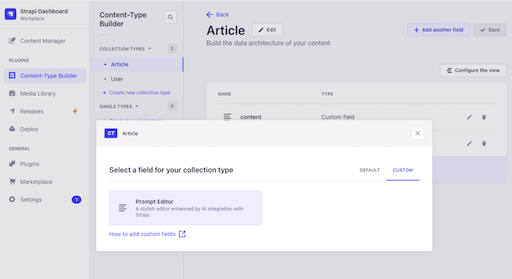 Strapi Dashboard
Workplace
Content Manager
PLUGINS
Content-Type Builder
Media Library
Releases
Deploy
GENERAL
Plugins
Marketplace
Settings
1
Content-Type
Builder
COLLECTION TYPES
2
Article
User
Create new collection type
SINGLE TYPES
0
Back
Article
Edit
Build the data architecture of your content
Add another field
Save
Configure the view
NAME
TYPE
content
Custom field
CT
Article
Select a field for your collection type
DEFAULT
CUSTOM
Prompt Editor
A stylish editor enhanced by AI integration with
Strapi.
How to add custom fields